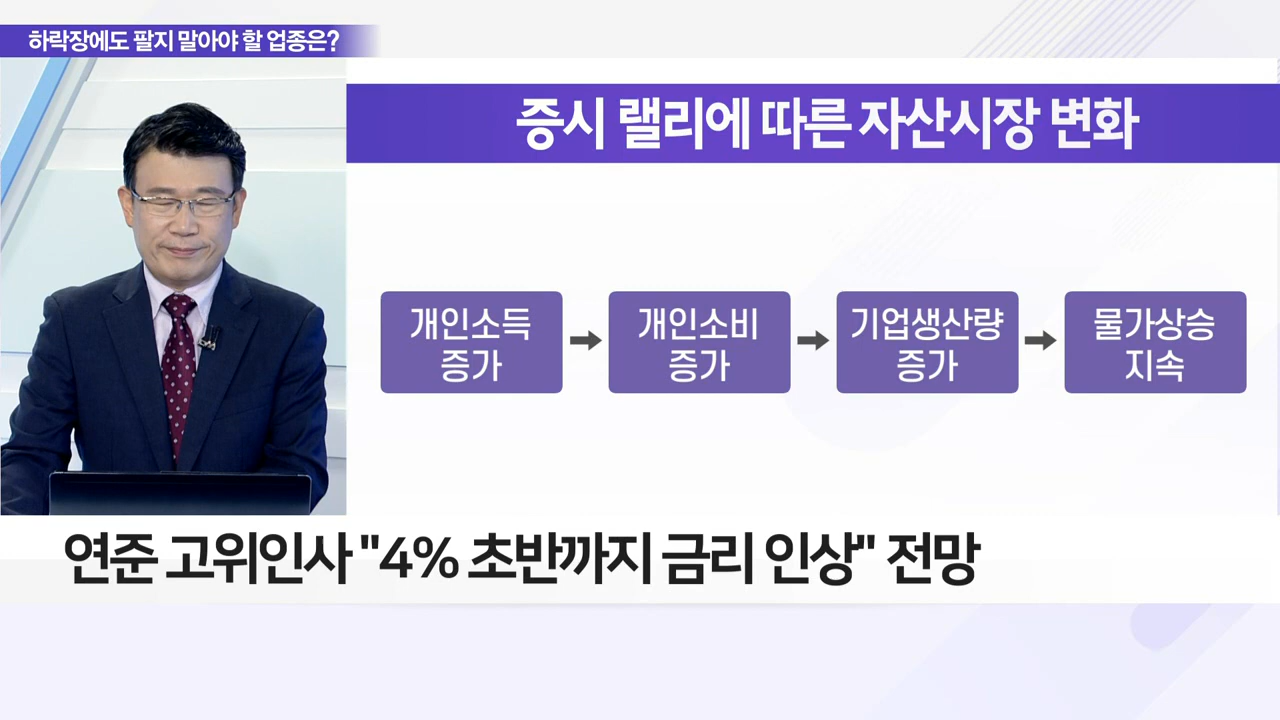 하락장에도 팔지 말아야 할 업종은?
증시 랠리에 따른 자산시장 변화
개인소득
증가
개인소비
증가
기업생산량
증가
물가상승
지속
연준 고위인사 "4% 초반까지 금리 인상" 전망